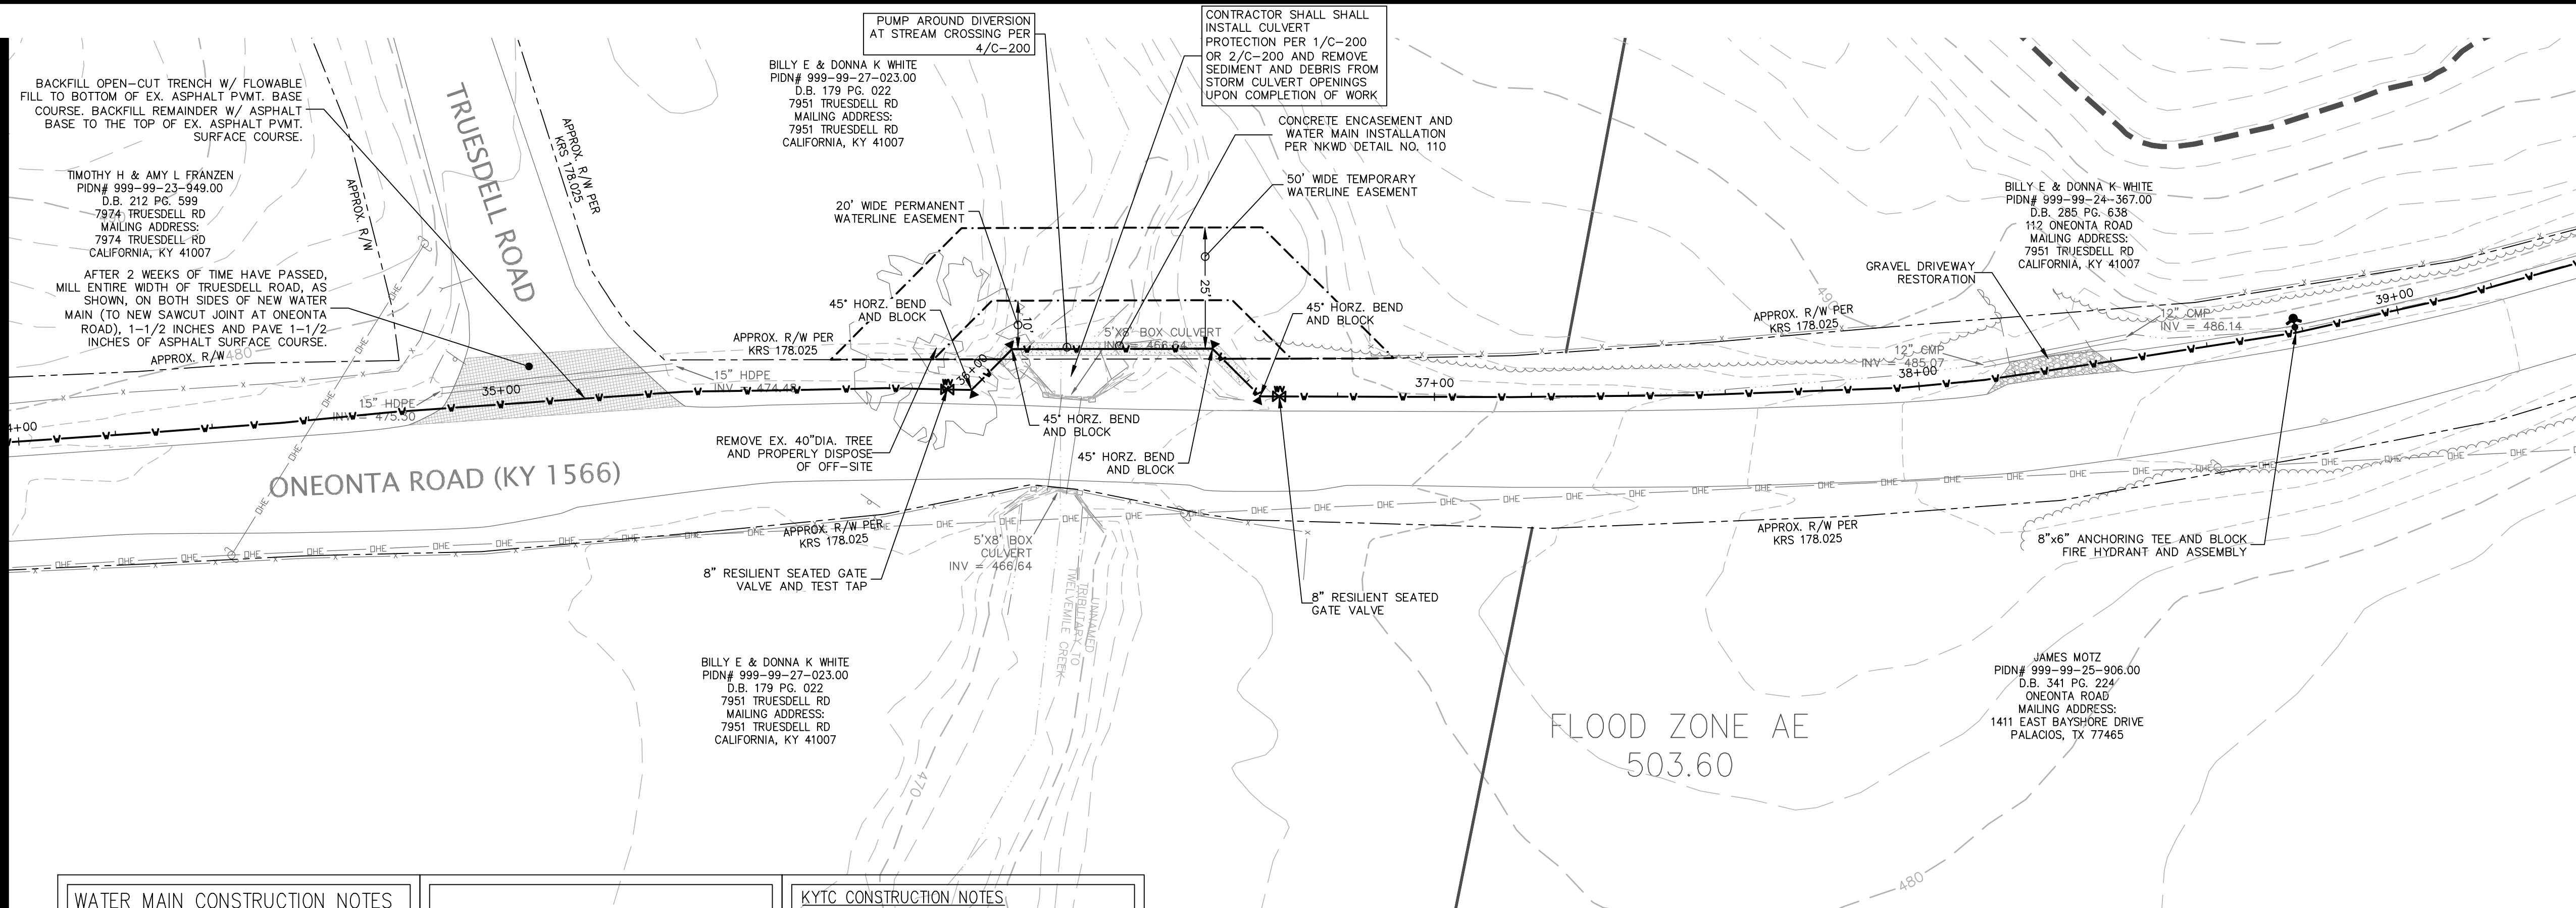 PUMP AROUND DIVERSION
AT STREAM CROSSING PER
4/C-200
CONTRACTOR SHALL SHALL
INSTALL CULVERT
PROTECTION PER 1/C-200
OR 2/C-200 AND REMOVE
SEDIMENT AND DEBRIS FROM
STORM CULVERT OPENINGS
UPON COMPLETION OF WORK
BACKFILL OPEN-CUT TRENCH W/ FLOWABLE
FILL TO BOTTOM OF EX. ASPHALT PVMT. BASE
COURSE. BACKFILL REMAINDER W/ ASPHALT
BASE TO THE TOP OF EX. ASPHALT PVMT.
SURFACE COURSE.
TRUESDELL ROAD
APPROX. R/W PER
KRS 178.025
APPROX. R/W
BILLY E & DONNA K WHITE
PIDN# 999-99-27-023.00
D.B. 179 PG. 022
7951 TRUESDELL RD
MAILING ADDRESS:
7951 TRUESDELL RD
CALIFORNIA, KY 41007
CONCRETE ENCASEMENT AND
WATER MAIN INSTALLATION
PER NKWD DETAIL NO. 110
50' WIDE TEMPORARY
WATERLINE EASEMENT
20' WIDE PERMANENT
WATERLINE EASEMENT
TIMOTHY H & AMY L FRANZEN
PIDN# 999-99-23-949.00
D.B. 212 PG. 599
7974 TRUESDELL RD
MAILING ADDRESS:
7974 TRUESDELL RD
CALIFORNIA, KY 41007
AFTER 2 WEEKS OF TIME HAVE PASSED,
MILL ENTIRE WIDTH OF TRUESDELL ROAD, AS
SHOWN, ON BOTH SIDES OF NEW WATER
MAIN (TO NEW SAWCUT JOINT AT ONEONTA
ROAD), 1-1/2 INCHES AND PAVE 1-1/2
INCHES OF ASPHALT SURFACE COURSE.
APPROX. R/W
480
BILLY E & DONNA K WHITE
PIDN# 999-99-24-367.00
D.B. 285 PG. 638
112 ONEONTA ROAD
MAILING ADDRESS:
7951 TRUESDELL RD
CALIFORNIA, KY 41007
GRAVEL DRIVEWAY
RESTORATION
490
APPROX. R/W PER
KRS 178.025
12" CMP
INV = 486.14
39+00
12" CMP
INV = 485.07
38+00
45° HORZ. BEND
AND BLOCK
10'
25'
5'X8' BOX CULVERT
INV = 466.64
45° HORZ. BEND
AND BLOCK
APPROX. R/W PER
KRS 178.025
15" HDPE
INV = 474.48
36+00
37+00
35+00
15" HDPE
INV = 475.50
4+00
REMOVE EX. 40"DIA. TREE
AND PROPERLY DISPOSE
OF OFF-SITE
45° HORZ. BEND
AND BLOCK
45° HORZ. BEND
AND BLOCK
ONEONTA ROAD (KY 1566)
OHE
APPROX. R/W PER
KRS 178.025
5'X8' BOX
CULVERT
INV = 466.64
APPROX. R/W PER
KRS 178.025
8"x6" ANCHORING TEE AND BLOCK
FIRE HYDRANT AND ASSEMBLY
8" RESILIENT SEATED GATE
VALVE AND TEST TAP
8" RESILIENT SEATED
GATE VALVE
UNNAMED
TRIBUTARY TO
TWELVEMILE CREEK
BILLY E & DONNA K WHITE
PIDN# 999-99-27-023.00
D.B. 179 PG. 022
7951 TRUESDELL RD
MAILING ADDRESS:
7951 TRUESDELL RD
CALIFORNIA, KY 41007
JAMES MOTZ
PIDN# 999-99-25-906.00
D.B. 341 PG. 224
ONEONTA ROAD
MAILING ADDRESS:
1411 EAST BAYSHORE DRIVE
PALACIOS, TX 77465
FLOOD ZONE AE
503.60
470
480
WATER MAIN CONSTRUCTION NOTES
KYTC CONSTRUCTION NOTES